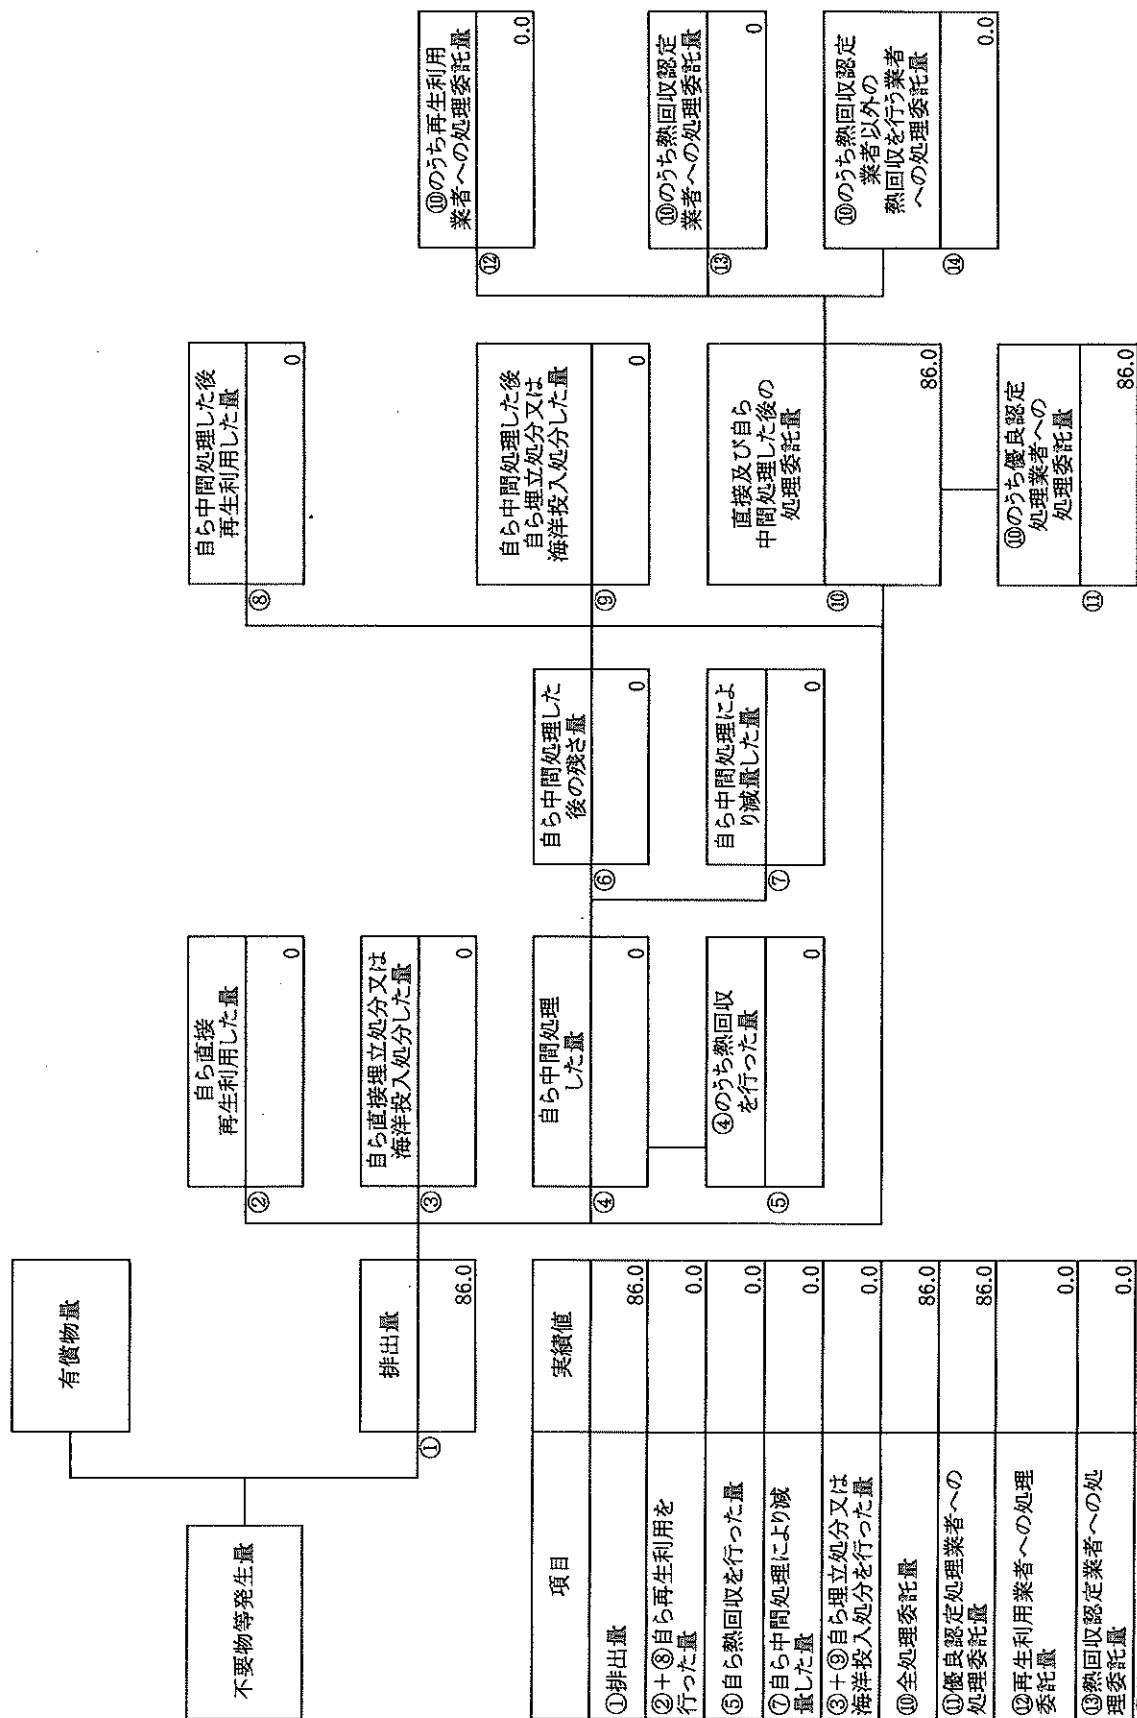 不要物等発生量
有償物量
①
排出量
86.0
②
自ら直接
再生利用した量
0
③
自ら直接埋立処分又は
海洋投入処分した量
0
④
自ら中間処理
した量
0
⑤
④のうち熱回収
を行った量
0
⑥
自ら中間処理した
後の残さ量
0
⑦
自ら中間処理によ
り減量した量
0
⑧
自ら中間処理した後
再生利用した量
0
⑨
自ら中間処理した後
自ら埋立処分又は
海洋投入処分した量
0
⑩
直接及び自ら
中間処理した後の
処理委託量
86.0
⑪
⑩のうち優良認定
処理業者への
処理委託量
86.0
⑫
⑩のうち再生利用
業者への処理委託量
0.0
⑬
⑩のうち熱回収認定
業者への処理委託量
0
⑭
⑩のうち熱回収認定
業者以外の
熱回収を行う業者
への処理委託量
0.0
項目 実績値
①排出量 86.0
②+⑧自ら再生利用を
行った量 0.0
⑤自ら熱回収を行った量 0.0
⑦自ら中間処理により減
量した量 0.0
③+⑨自ら埋立処分又は
海洋投入処分を行った量 0.0
⑩全処理委託量 86.0
⑪優良認定処理業者への
処理委託量 86.0
⑫再生利用業者への処理
委託量 0.0
⑬熱回収認定業者への処
理委託量 0.0